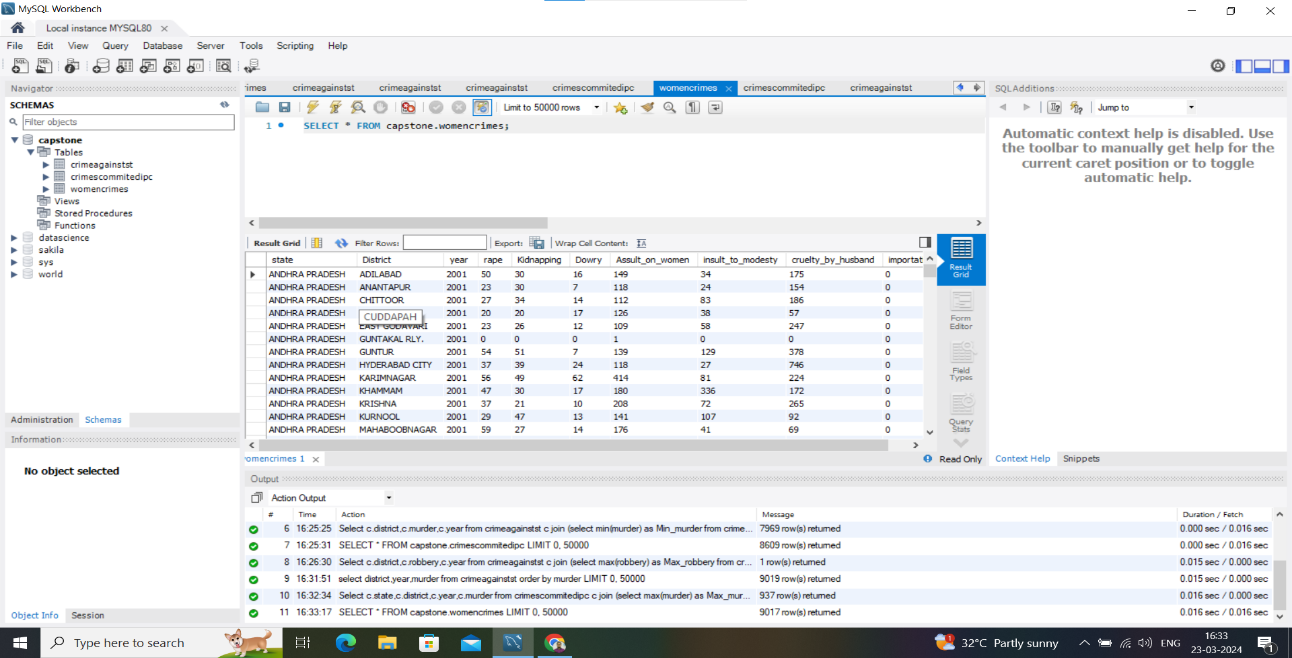 MySQL Workbench
Local instance MYSQL80
File Edit View Query Database Server Tools Scripting Help
Navigator
SCHEMAS
Filter objects
capstone
Tables
crimeagainstst
crimescommitedipc
womencrimes
Views
Stored Procedures
Functions
datascience
sakila
sys
world
Administration Schemas
Information
No object selected
Object Info Session
rimes crimeagainstst crimeagainstst crimeagainstst crimescommitedipc womencrimes crimescommitedipc crimeagainstst
Limit to 50000 rows
1 SELECT * FROM capstone.womencrimes;
Result Grid Filter Rows: Export: Wrap Cell Content:
state District year rape Kidnapping Dowry Assult_on_women insult_to_modesty cruelty_by_husband importat
ANDHRA PRADESH ADILABAD 2001 50 30 16 149 34 175 0
ANDHRA PRADESH ANANTAPUR 2001 23 30 7 118 24 154 0
ANDHRA PRADESH CHITTOOR 2001 27 34 14 112 83 186 0
ANDHRA PRADESH CUDDAPAH 2001 20 20 17 126 38 57 0
ANDHRA PRADESH EAST GODAVARI 2001 23 26 12 109 58 247 0
ANDHRA PRADESH GUNTAKAL RLY. 2001 0 0 0 1 0 0 0
ANDHRA PRADESH GUNTUR 2001 54 51 7 139 129 378 0
ANDHRA PRADESH HYDERABAD CITY 2001 37 39 24 118 27 746 0
ANDHRA PRADESH KARIMNAGAR 2001 56 49 62 414 81 224 0
ANDHRA PRADESH KHAMMAM 2001 47 30 17 180 336 172 0
ANDHRA PRADESH KRISHNA 2001 37 21 10 208 72 265 0
ANDHRA PRADESH KURNOOL 2001 29 47 13 141 107 92 0
ANDHRA PRADESH MAHABOOBNAGAR 2001 59 27 14 176 41 69 0
Result Grid
Form Editor
Field Types
Query Stats
omencrimes 1
Read Only
SQLAdditions
Jump to
Automatic context help is disabled. Use
the toolbar to manually get help for the
current caret position or to toggle
automatic help.
Context Help Snippets
Output
Action Output
# Time Action Message Duration / Fetch
6 16:25:25 Select c.district,c.murder,c.year from crimeagainstst c join (select min(murder) as Min_murder from crime... 7969 row(s) returned 0.000 sec / 0.016 sec
7 16:25:31 SELECT * FROM capstone.crimescommitedipc LIMIT 0, 50000 8609 row(s) returned 0.000 sec / 0.016 sec
8 16:26:30 Select c.district,c.robbery,c.year from crimeagainstst c join (select max(robbery) as Max_robbery from cr... 1 row(s) returned 0.015 sec / 0.000 sec
9 16:31:51 select district,year,murder from crimeagainstst order by murder LIMIT 0, 50000 9019 row(s) returned 0.015 sec / 0.000 sec
10 16:32:34 Select c.state,c.district,c.year,c.murder from crimescommitedipc c join (select max(murder) as Max_mur... 937 row(s) returned 0.016 sec / 0.000 sec
11 16:33:17 SELECT * FROM capstone.womencrimes LIMIT 0, 50000 9017 row(s) returned 0.016 sec / 0.016 sec
Type here to search
32°C Partly sunny
ENG
16:33
23-03-2024
1